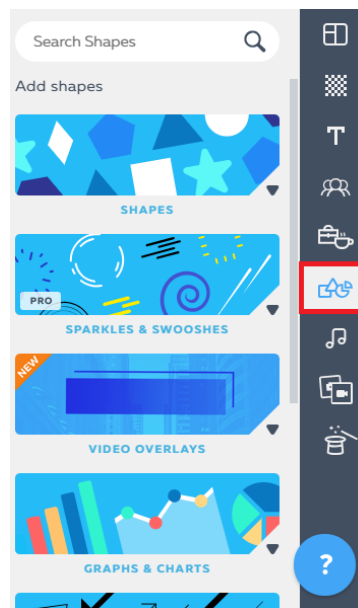 Search Shapes
Add shapes
SHAPES
PRO
SPARKLES & SWOOSHES
NEW
VIDEO OVERLAYS
GRAPHS & CHARTS
T
?